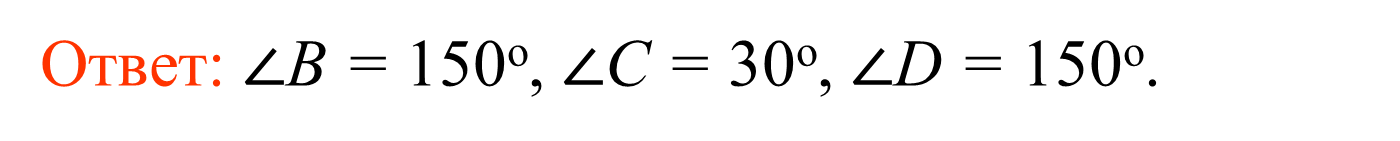 Ответ: ∠B = 150º, ∠C = 30º, ∠D = 150º.